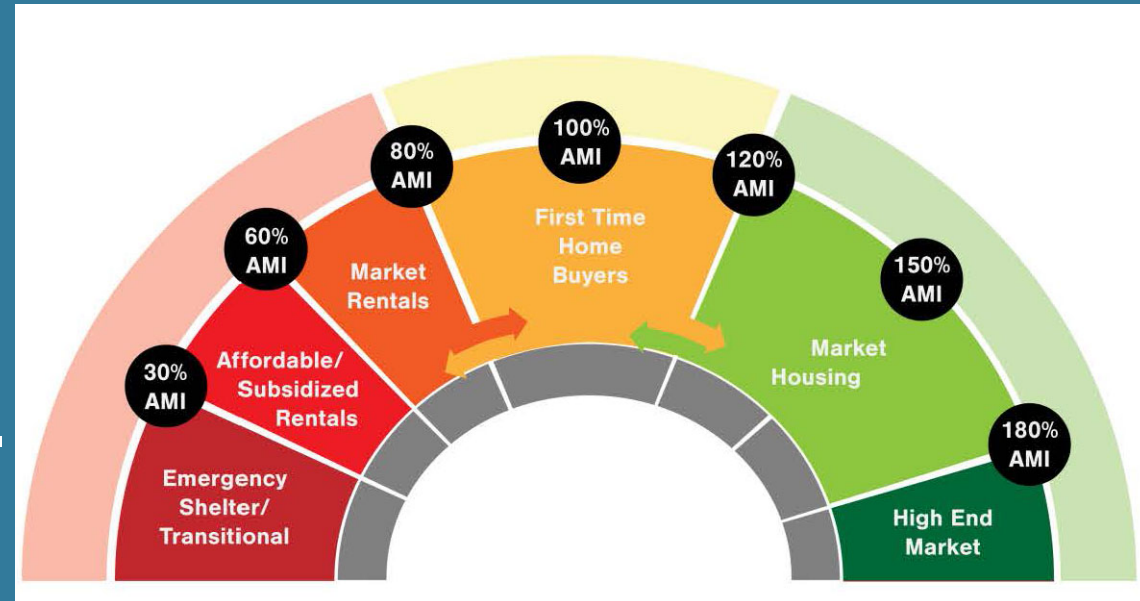 30%
AMI
60%
AMI
80%
AMI
100%
AMI
120%
AMI
150%
AMI
180%
AMI
Emergency
Shelter/
Transitional
Affordable/
Subsidized
Rentals
Market
Rentals
First Time
Home
Buyers
Market
Housing
High End
Market